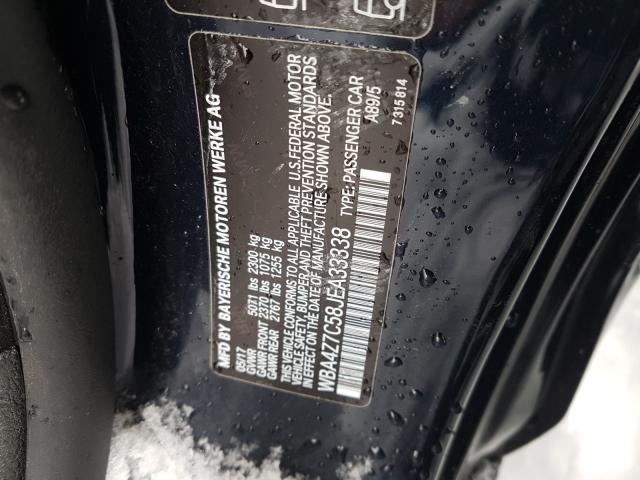 MFD BY BAYERISCHE MOTOREN WERKE AG
05/17
GVWR 5071 lbs 2300 kg
GAWR FRONT 2370 lbs 1075 kg
GAWR REAR 2767 lbs 1255 kg
THIS VEHICLE CONFORMS TO ALL APPLICABLE U.S. FEDERAL MOTOR
VEHICLE SAFETY, BUMPER, AND THEFT PREVENTION STANDARDS
IN EFFECT ON THE DATE OF MANUFACTURE SHOWN ABOVE.
WBA4Z7C58JEA33338 TYPE: PASSENGER CAR
A89/5
7 315 814